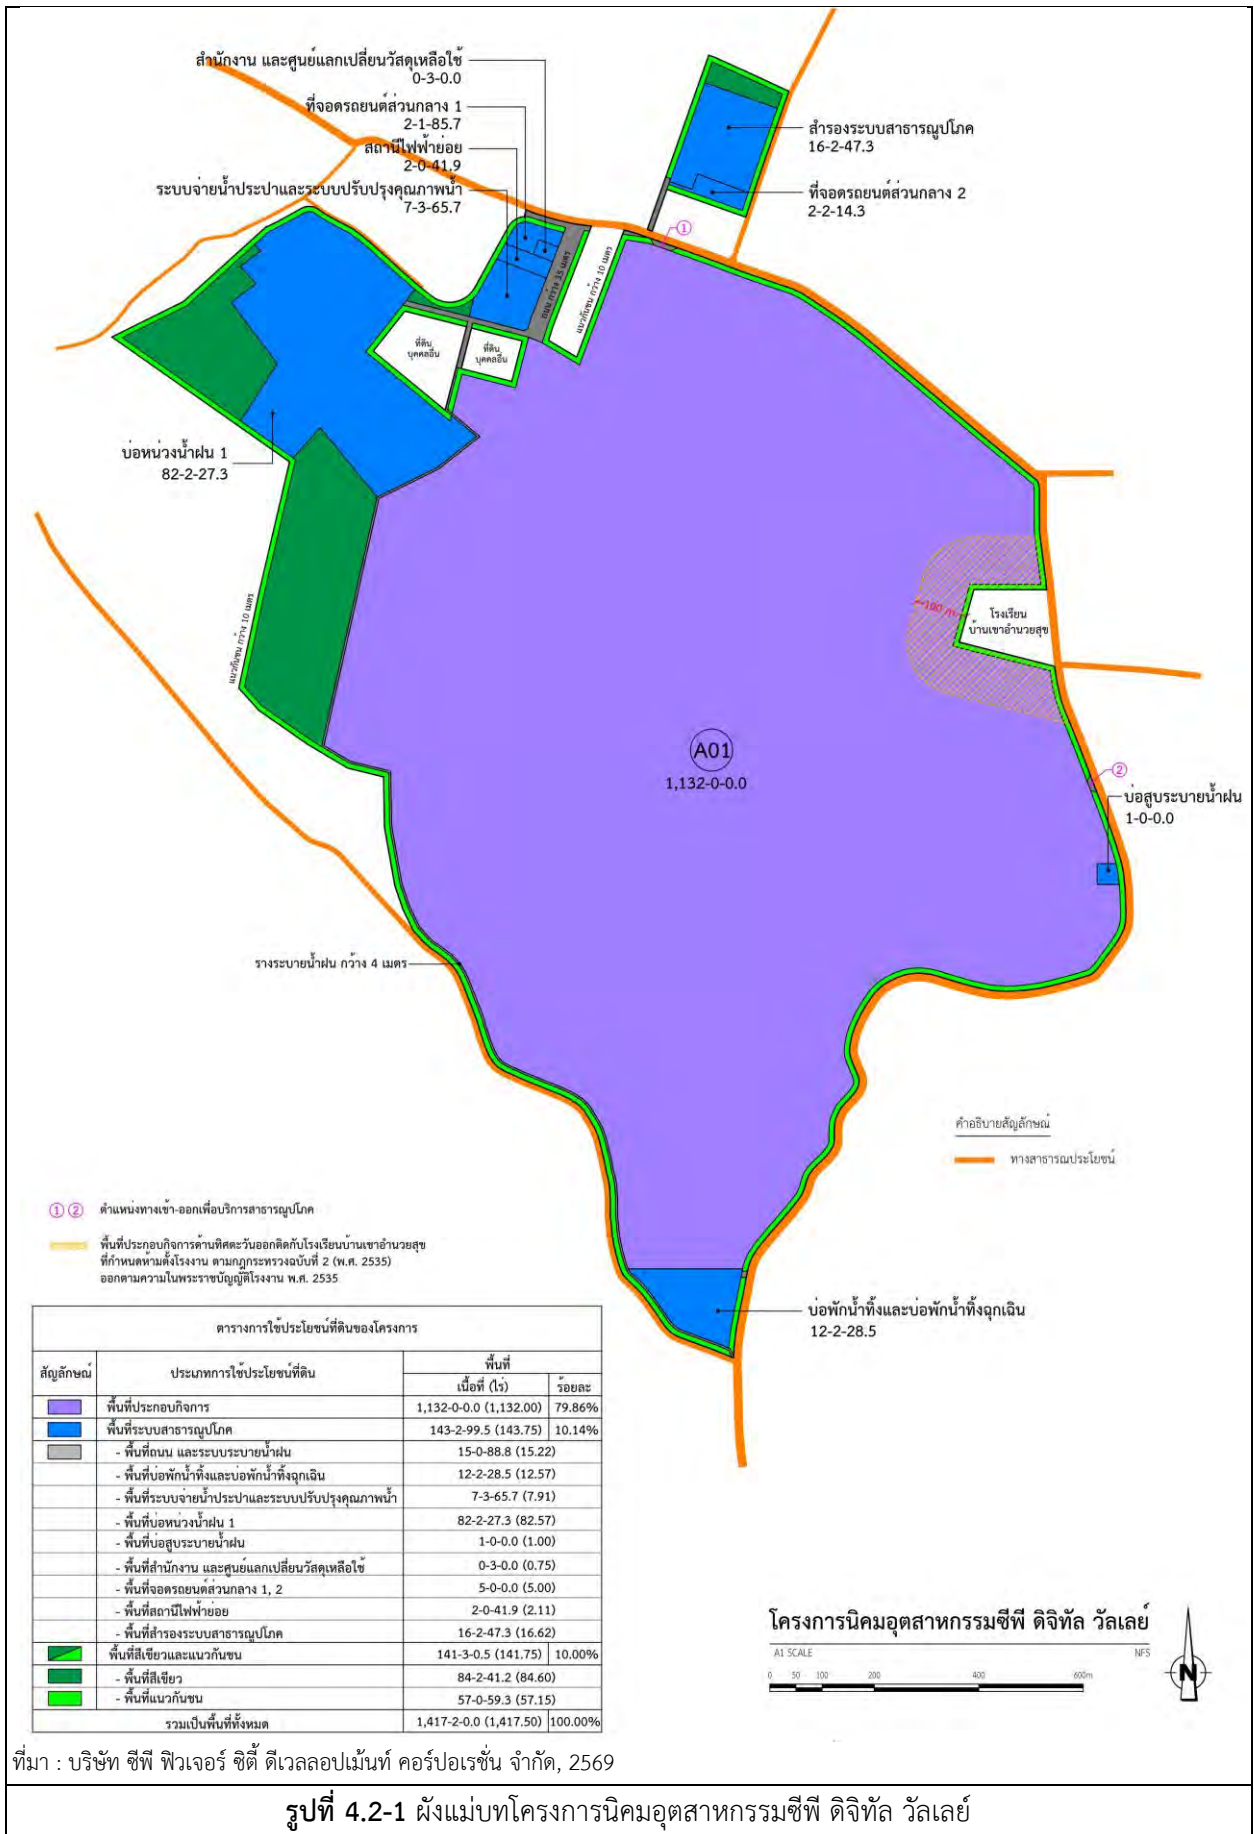 สำนักงาน และศูนย์แลกเปลี่ยนวัสดุเหลือใช้
0-3-0.0
ที่จอดรถยนต์ส่วนกลาง 1
2-1-85.7
สถานีไฟฟ้าย่อย
2-0-41.9
ระบบจ่ายน้ำประปาและระบบปรับปรุงคุณภาพน้ำ
7-3-65.7
สำรองระบบสาธารณูปโภค
16-2-47.3
ที่จอดรถยนต์ส่วนกลาง 2
2-2-14.3
①
ถนน กว้าง 35 เมตร
แนวกันชน กว้าง 10 เมตร
ที่ดิน
บุคคลอื่น
ที่ดิน
บุคคลอื่น
บ่อหน่วงน้ำฝน 1
82-2-27.3
แนวกันชน กว้าง 10 เมตร
100 m
โรงเรียน
บ้านเขาอำนวยสุข
A01
1,132-0-0.0
②
บ่อสูบระบายน้ำฝน
1-0-0.0
รางระบายน้ำฝน กว้าง 4 เมตร
คำอธิบายสัญลักษณ์
ทางสาธารณประโยชน์
① ② ตำแหน่งทางเข้า-ออกเพื่อบริการสาธารณูปโภค
พื้นที่ประกอบกิจการด้านทิศตะวันออกติดกับโรงเรียนบ้านเขาอำนวยสุข
ที่กำหนดห้ามตั้งโรงงาน ตามกฎกระทรวงฉบับที่ 2 (พ.ศ. 2535)
ออกตามความในพระราชบัญญัติโรงงาน พ.ศ. 2535
บ่อพักน้ำทิ้งและบ่อพักน้ำทิ้งฉุกเฉิน
12-2-28.5
ตารางการใช้ประโยชน์ที่ดินของโครงการ
สัญลักษณ์ ประเภทการใช้ประโยชน์ที่ดิน พื้นที่
เนื้อที่ (ไร่) ร้อยละ
พื้นที่ประกอบกิจการ 1,132-0-0.0 (1,132.00) 79.86%
พื้นที่ระบบสาธารณูปโภค 143-2-99.5 (143.75) 10.14%
- พื้นที่ถนน และระบบระบายน้ำฝน 15-0-88.8 (15.22)
- พื้นที่บ่อพักน้ำทิ้งและบ่อพักน้ำทิ้งฉุกเฉิน 12-2-28.5 (12.57)
- พื้นที่ระบบจ่ายน้ำประปาและระบบปรับปรุงคุณภาพน้ำ 7-3-65.7 (7.91)
- พื้นที่บ่อหน่วงน้ำฝน 1 82-2-27.3 (82.57)
- พื้นที่บ่อสูบระบายน้ำฝน 1-0-0.0 (1.00)
- พื้นที่สำนักงาน และศูนย์แลกเปลี่ยนวัสดุเหลือใช้ 0-3-0.0 (0.75)
- พื้นที่จอดรถยนต์ส่วนกลาง 1, 2 5-0-0.0 (5.00)
- พื้นที่สถานีไฟฟ้าย่อย 2-0-41.9 (2.11)
- พื้นที่สำรองระบบสาธารณูปโภค 16-2-47.3 (16.62)
พื้นที่สีเขียวและแนวกันชน 141-3-0.5 (141.75) 10.00%
- พื้นที่สีเขียว 84-2-41.2 (84.60)
- พื้นที่แนวกันชน 57-0-59.3 (57.15)
รวมเป็นพื้นที่ทั้งหมด 1,417-2-0.0 (1,417.50) 100.00%
โครงการนิคมอุตสาหกรรมซีพี ดิจิทัล วัลเลย์
A1 SCALE NFS
0 50 100 200 400 600m
N
ที่มา : บริษัท ซีพี ฟิวเจอร์ ซิตี้ ดีเวลลอปเม้นท์ คอร์ปอเรชั่น จำกัด, 2569
รูปที่ 4.2-1 ผังแม่บทโครงการนิคมอุตสาหกรรมซีพี ดิจิทัล วัลเลย์